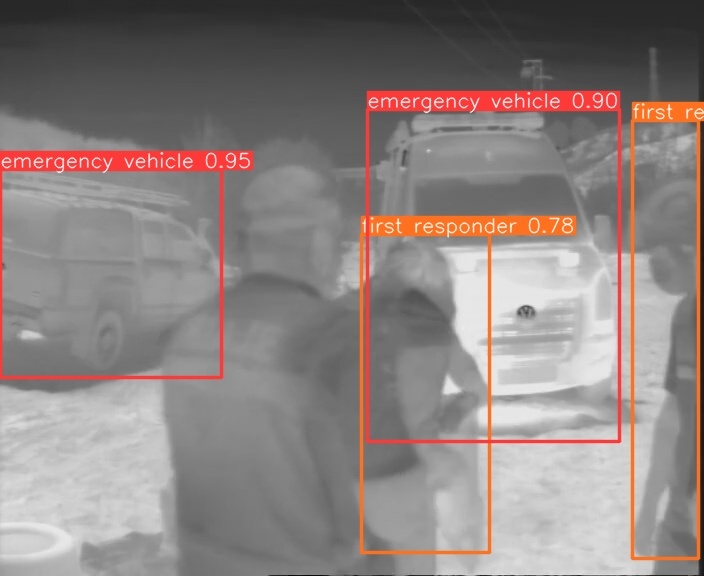 emergency vehicle 0.90
first re
emergency vehicle 0.95
first responder 0.78